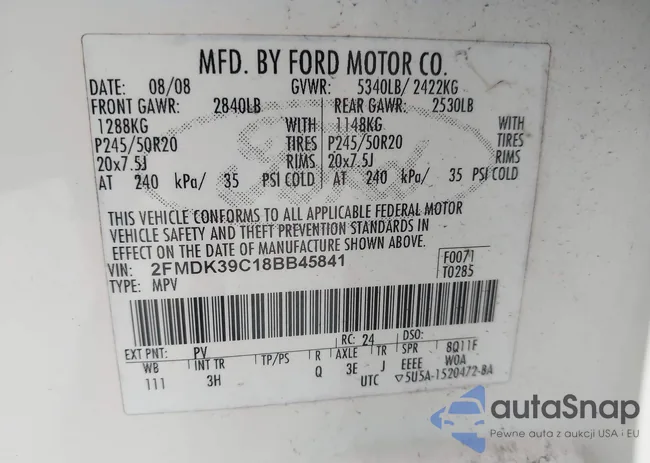 MFD. BY FORD MOTOR CO.
DATE: 08/08 GVWR: 5340LB/ 2422KG
FRONT GAWR: 2840LB REAR GAWR: 2530LB
1288KG WITH 1148KG WITH
P245/50R20 TIRES P245/50R20 TIRES
20x7.5J RIMS 20x7.5J RIMS
AT 240 kPa/ 35 PSI COLD AT 240 kPa/ 35 PSI COLD
THIS VEHICLE CONFORMS TO ALL APPLICABLE FEDERAL MOTOR
VEHICLE SAFETY AND THEFT PREVENTION STANDARDS IN
EFFECT ON THE DATE OF MANUFACTURE SHOWN ABOVE.
VIN: 2FMDK39C18BB45841 F0071
TYPE: MPV T0285
EXT PNT: PV RC: 24 DSO:
WB INT TR TP/PS R AXLE TR SPR 8Q11F
111 3H Q 3E J EEEE W0A
UTC ▽5U5A-1520472-BA
Ford
autaSnap
Pewne auta z aukcji USA i EU